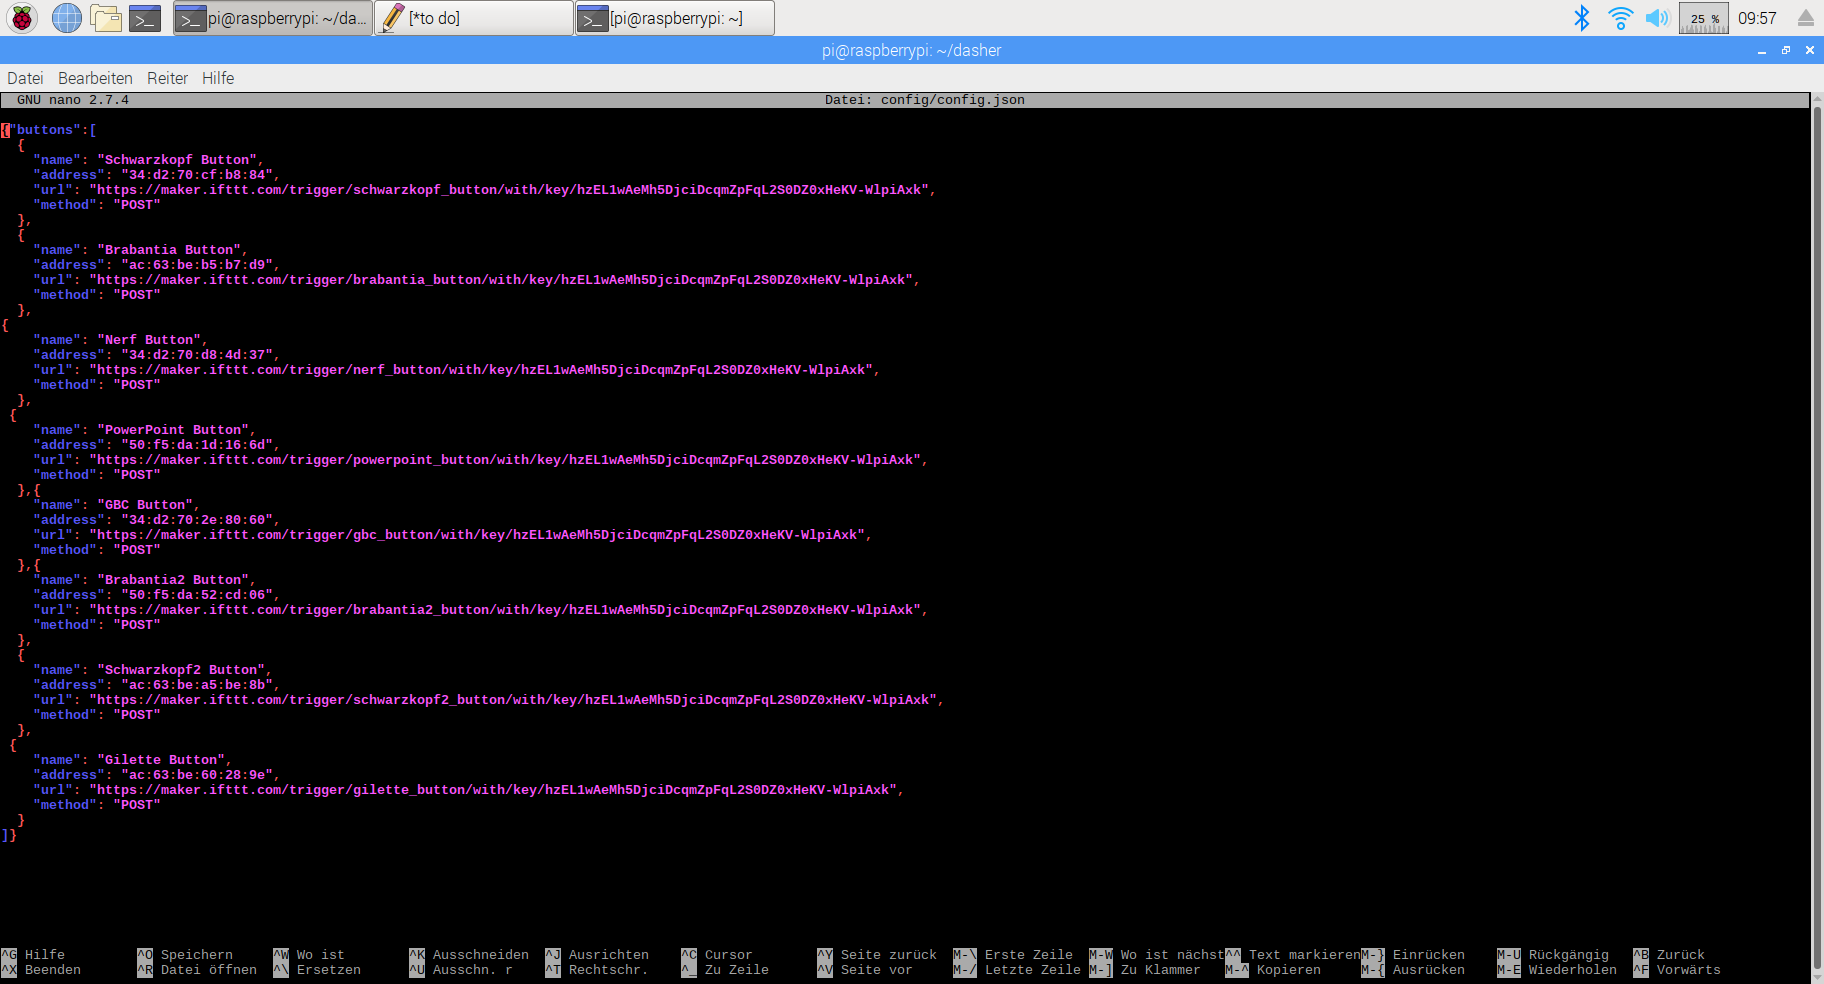 pi@raspberrypi: ~/da... [*to do] [pi@raspberrypi: ~] 25 % 09:57
pi@raspberrypi: ~/dasher
Datei Bearbeiten Reiter Hilfe
GNU nano 2.7.4 Datei: config/config.json
{"buttons":[
{
"name": "Schwarzkopf Button",
"address": "34:d2:70:cf:b8:84",
"url": "https://maker.ifttt.com/trigger/schwarzkopf_button/with/key/hzEL1wAeMh5DjciDcqmZpFqL2S0DZ0xHeKV-WlpiAxk",
"method": "POST"
},
{
"name": "Brabantia Button",
"address": "ac:63:be:b5:b7:d9",
"url": "https://maker.ifttt.com/trigger/brabantia_button/with/key/hzEL1wAeMh5DjciDcqmZpFqL2S0DZ0xHeKV-WlpiAxk",
"method": "POST"
},
{
"name": "Nerf Button",
"address": "34:d2:70:d8:4d:37",
"url": "https://maker.ifttt.com/trigger/nerf_button/with/key/hzEL1wAeMh5DjciDcqmZpFqL2S0DZ0xHeKV-WlpiAxk",
"method": "POST"
},
{
"name": "PowerPoint Button",
"address": "50:f5:da:1d:16:6d",
"url": "https://maker.ifttt.com/trigger/powerpoint_button/with/key/hzEL1wAeMh5DjciDcqmZpFqL2S0DZ0xHeKV-WlpiAxk",
"method": "POST"
},{
"name": "GBC Button",
"address": "34:d2:70:2e:80:60",
"url": "https://maker.ifttt.com/trigger/gbc_button/with/key/hzEL1wAeMh5DjciDcqmZpFqL2S0DZ0xHeKV-WlpiAxk",
"method": "POST"
},{
"name": "Brabantia2 Button",
"address": "50:f5:da:52:cd:06",
"url": "https://maker.ifttt.com/trigger/brabantia2_button/with/key/hzEL1wAeMh5DjciDcqmZpFqL2S0DZ0xHeKV-WlpiAxk",
"method": "POST"
},
{
"name": "Schwarzkopf2 Button",
"address": "ac:63:be:a5:be:8b",
"url": "https://maker.ifttt.com/trigger/schwarzkopf2_button/with/key/hzEL1wAeMh5DjciDcqmZpFqL2S0DZ0xHeKV-WlpiAxk",
"method": "POST"
},
{
"name": "Gilette Button",
"address": "ac:63:be:60:28:9e",
"url": "https://maker.ifttt.com/trigger/gilette_button/with/key/hzEL1wAeMh5DjciDcqmZpFqL2S0DZ0xHeKV-WlpiAxk",
"method": "POST"
}
]}
^G Hilfe ^O Speichern ^W Wo ist ^K Ausschneiden ^J Ausrichten ^C Cursor ^Y Seite zurück M-\ Erste Zeile M-W Wo ist nächst ^^ Text markieren M-} Einrücken M-U Rückgängig ^B Zurück
^X Beenden ^R Datei öffnen ^\ Ersetzen ^U Ausschn. r ^T Rechtschr. ^_ Zu Zeile ^V Seite vor M-/ Letzte Zeile M-] Zu Klammer M-^ Kopieren M-{ Ausrücken M-E Wiederholen ^F Vorwärts